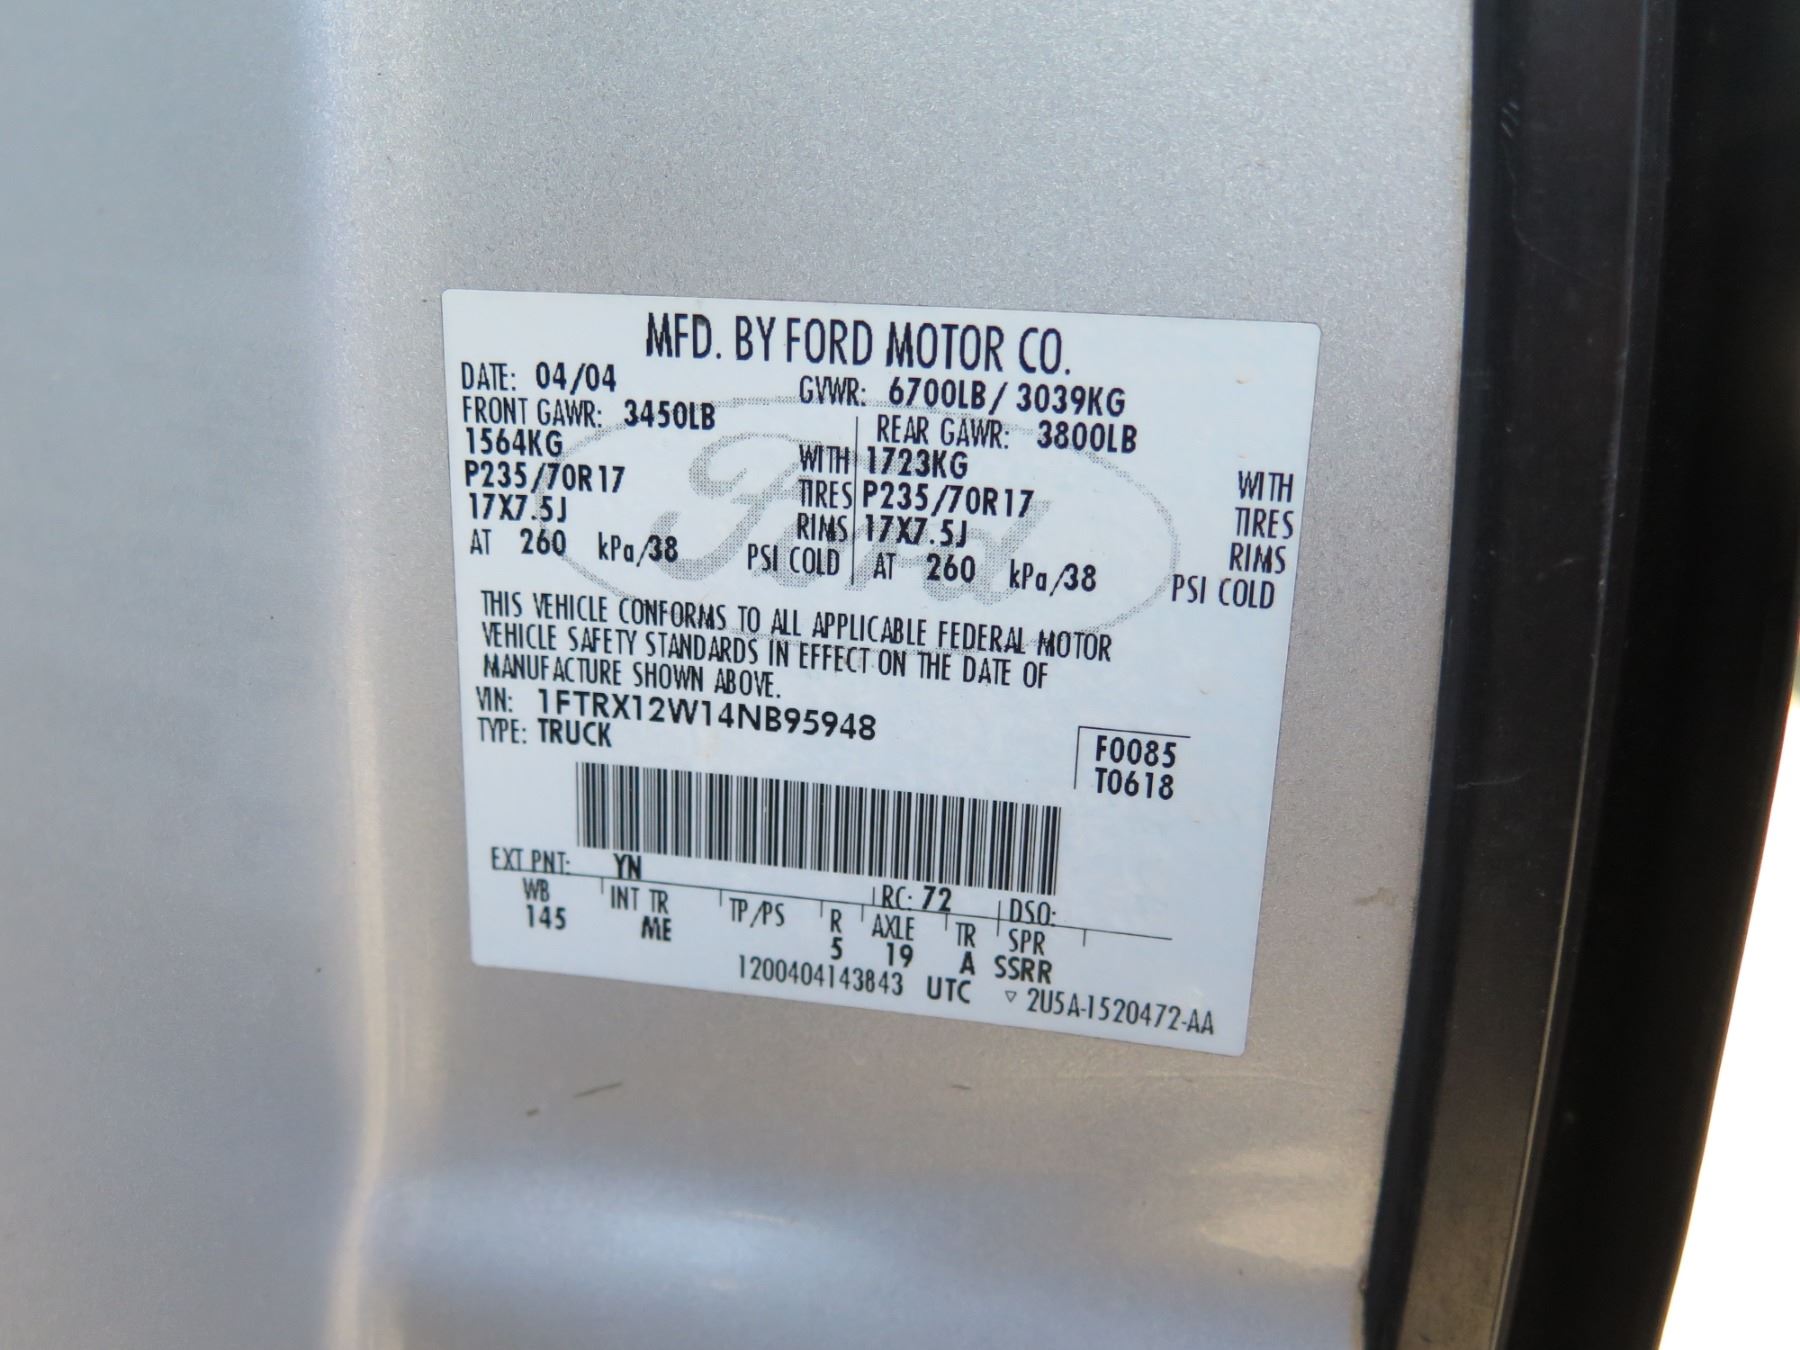 MFD. BY FORD MOTOR CO.
DATE: 04/04 GVWR: 6700LB/ 3039KG
FRONT GAWR: 3450LB REAR GAWR: 3800LB
1564KG WITH 1723KG WITH
P235/70R17 TIRES P235/70R17 TIRES
17X7.5J RIMS 17X7.5J RIMS
AT 260 kPa/38 PSI COLD AT 260 kPa/38 PSI COLD
Ford
THIS VEHICLE CONFORMS TO ALL APPLICABLE FEDERAL MOTOR
VEHICLE SAFETY STANDARDS IN EFFECT ON THE DATE OF
MANUFACTURE SHOWN ABOVE.
VIN: 1FTRX12W14NB95948
TYPE: TRUCK
F0085
T0618
EXT PNT: YN RC: 72 DSO:
WB INT TR TP/PS R AXLE TR SPR
145 ME 5 19 A SSRR
1200404143843 UTC ▽ 2U5A-1520472-AA